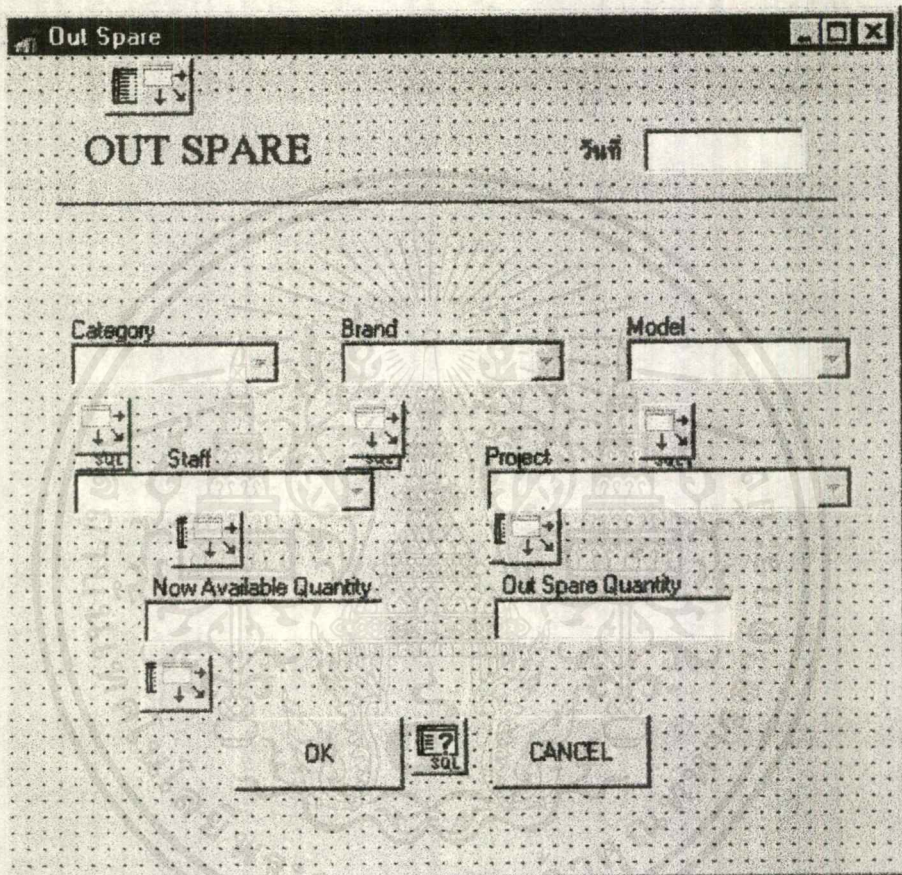 Out Spare
OUT SPARE
วันที่
Category Brand Model
SQL SQL SQL
Staff Project
Now Available Quantity Out Spare Quantity
OK SQL CANCEL